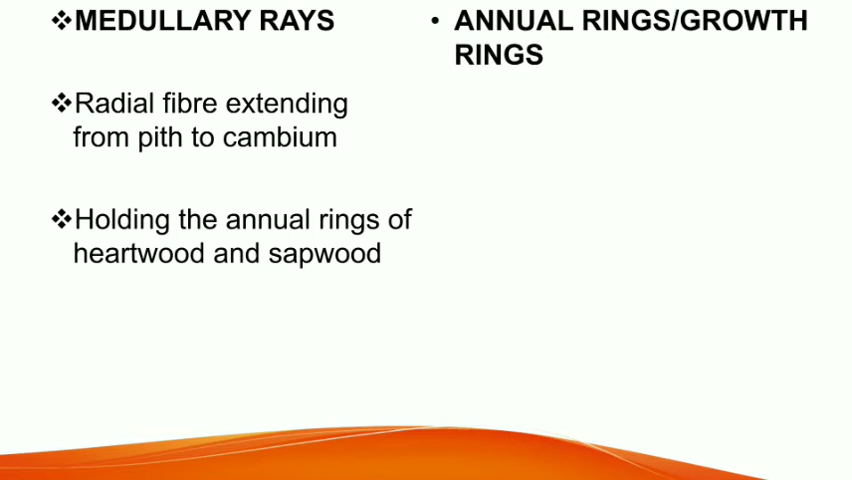 ❖MEDULLARY RAYS
❖Radial fibre extending
from pith to cambium
❖Holding the annual rings of
heartwood and sapwood
• ANNUAL RINGS/GROWTH
RINGS